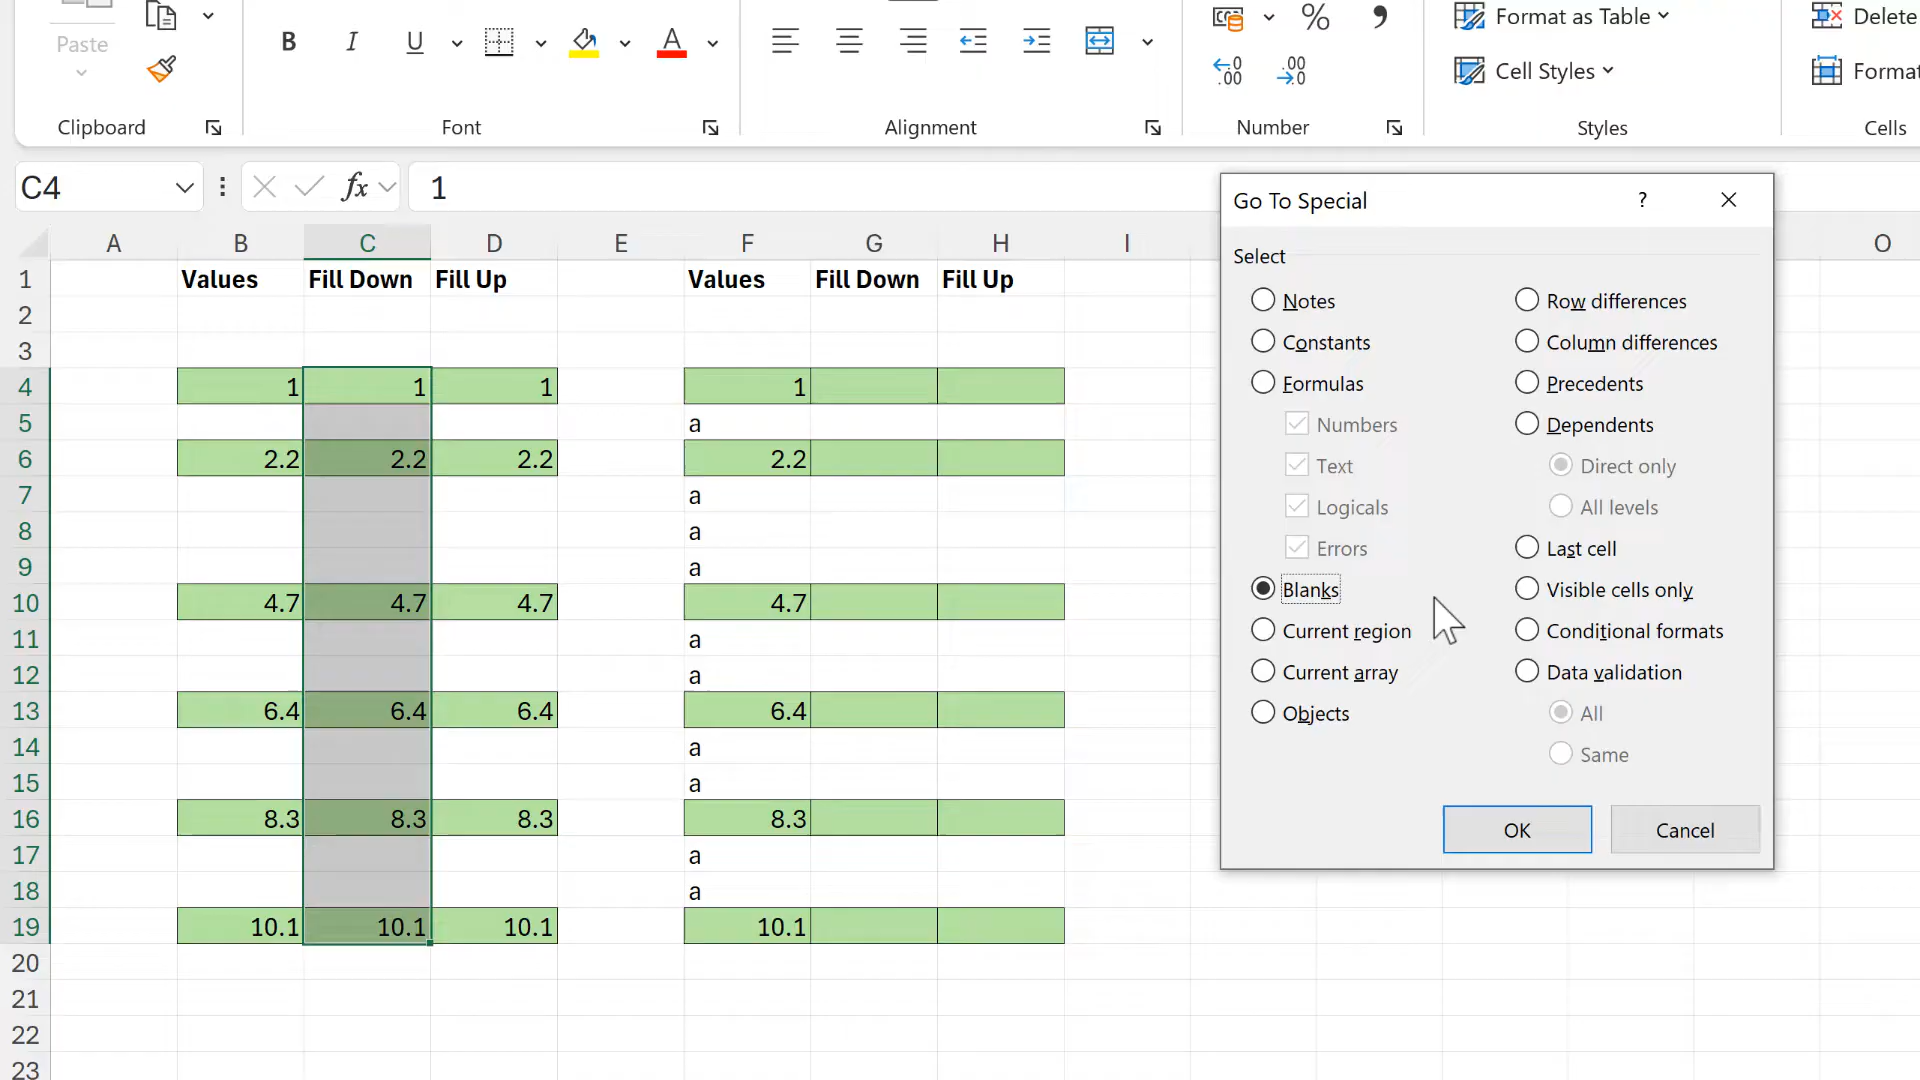 Paste
B I U A
% ,
Format as Table
Delete
←0 .00 .00 →0
Cell Styles
Format
Clipboard Font Alignment Number Styles Cells
C4 fx 1
Go To Special ? ×
A B C D E F G H I O
Select
1 Values Fill Down Fill Up Values Fill Down Fill Up
2
3
4 1 1 1 1
5 a
6 2.2 2.2 2.2 2.2
7 a
8 a
9 a
10 4.7 4.7 4.7 4.7
11 a
12 a
13 6.4 6.4 6.4 6.4
14 a
15 a
16 8.3 8.3 8.3 8.3
17 a
18 a
19 10.1 10.1 10.1 10.1
20
21
22
23
Notes
Constants
Formulas
Numbers
Text
Logicals
Errors
Blanks
Current region
Current array
Objects
Row differences
Column differences
Precedents
Dependents
Direct only
All levels
Last cell
Visible cells only
Conditional formats
Data validation
All
Same
OK Cancel